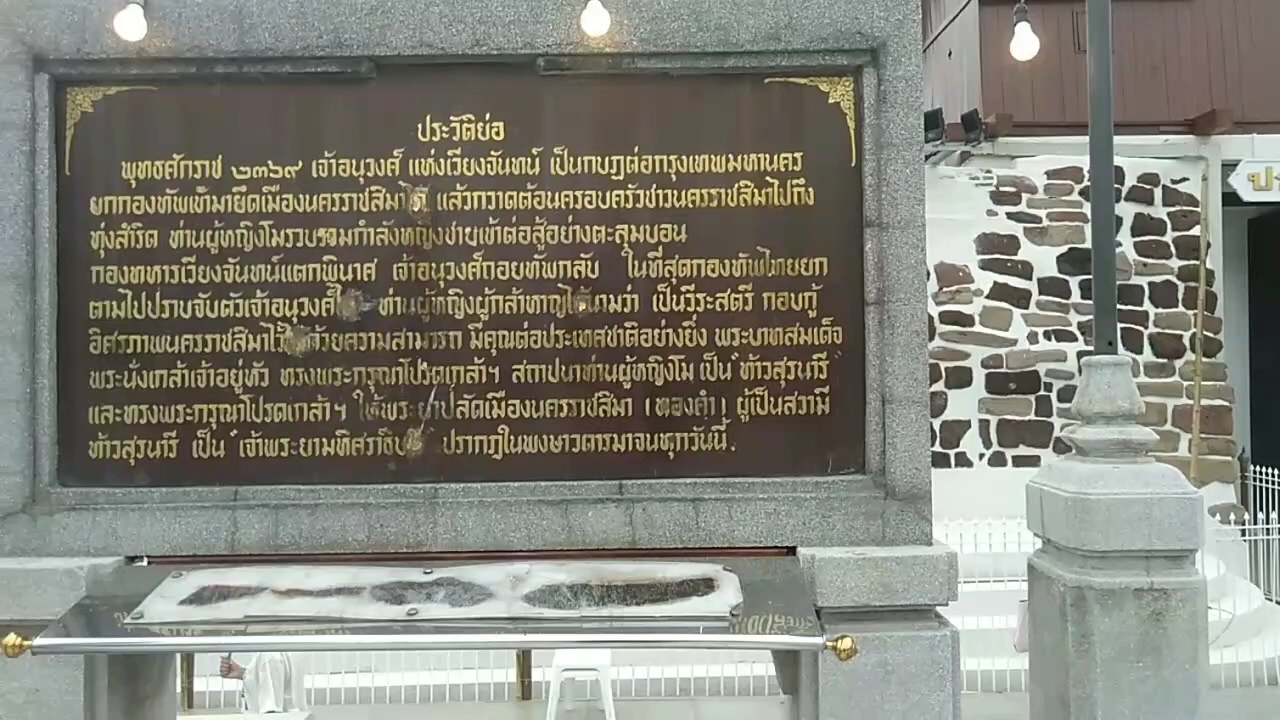 ประวัติย่อ
พุทธศักราช ๒๓๖๙ เจ้าอนุวงศ์ แห่งเวียงจันทน์ เป็นกบฏต่อกรุงเทพมหานคร
ยกกองทัพเข้ามายึดเมืองนครราชสีมาได้ แล้วกวาดต้อนครอบครัวชาวนครราชสีมาไปถึง
ทุ่งสำริด ท่านผู้หญิงโมรวบรวมกำลังหญิงชายเข้าต่อสู้อย่างตะลุมบอน
กองทหารเวียงจันทน์แตกพินาศ เจ้าอนุวงศ์ถอยทัพกลับ ในที่สุดกองทัพไทยยก
ตามไปปราบจับตัวเจ้าอนุวงศ์ได้ ท่านผู้หญิงผู้กล้าหาญได้นามว่า เป็นวีระสตรี กอบกู้
อิศรภาพนครราชสีมาไว้ได้ด้วยความสามารถ มีคุณต่อประเทศชาติอย่างยิ่ง พระบาทสมเด็จ
พระนั่งเกล้าเจ้าอยู่หัว ทรงพระกรุณาโปรดเกล้าฯ สถาปนาท่านผู้หญิงโม เป็น "ท้าวสุรนารี"
และทรงพระกรุณาโปรดเกล้าฯ ให้พระยาปลัดเมืองนครราชสีมา (ทองคำ) ผู้เป็นสวามี
ท้าวสุรนารี เป็น "เจ้าพระยามหิศราธิบดี" ปรากฏในพงษาวดารมาจนทุกวันนี้.